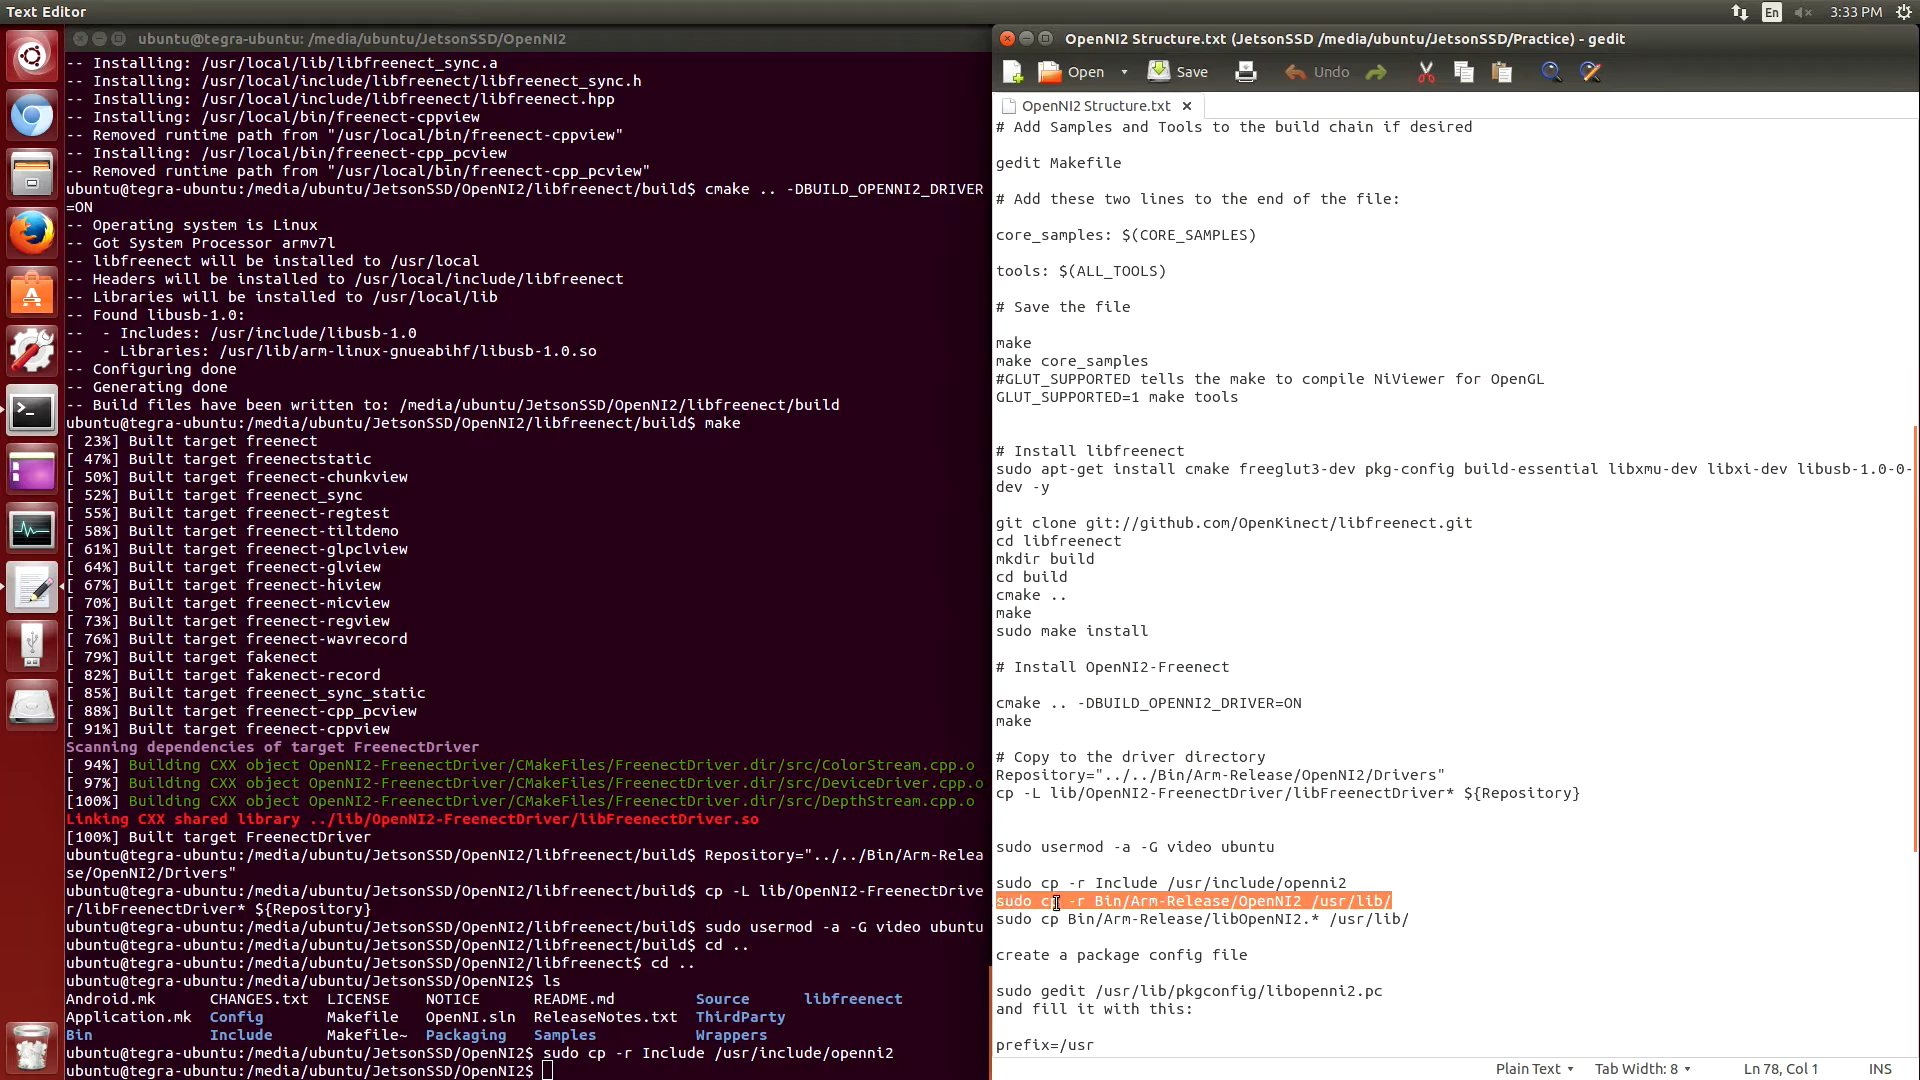 Text Editor
En
3:33 PM
ubuntu@tegra-ubuntu: /media/ubuntu/JetsonSSD/OpenNI2
-- Installing: /usr/local/lib/libfreenect_sync.a
-- Installing: /usr/local/include/libfreenect/libfreenect_sync.h
-- Installing: /usr/local/include/libfreenect/libfreenect.hpp
-- Installing: /usr/local/bin/freenect-cppview
-- Removed runtime path from "/usr/local/bin/freenect-cppview"
-- Installing: /usr/local/bin/freenect-cpp_pcview
-- Removed runtime path from "/usr/local/bin/freenect-cpp_pcview"
ubuntu@tegra-ubuntu:/media/ubuntu/JetsonSSD/OpenNI2/libfreenect/build$ cmake .. -DBUILD_OPENNI2_DRIVER
=ON
-- Operating system is Linux
-- Got System Processor armv7l
-- libfreenect will be installed to /usr/local
-- Headers will be installed to /usr/local/include/libfreenect
-- Libraries will be installed to /usr/local/lib
-- Found libusb-1.0:
--  - Includes: /usr/include/libusb-1.0
--  - Libraries: /usr/lib/arm-linux-gnueabihf/libusb-1.0.so
-- Configuring done
-- Generating done
-- Build files have been written to: /media/ubuntu/JetsonSSD/OpenNI2/libfreenect/build
ubuntu@tegra-ubuntu:/media/ubuntu/JetsonSSD/OpenNI2/libfreenect/build$ make
[ 23%] Built target freenect
[ 47%] Built target freenectstatic
[ 50%] Built target freenect-chunkview
[ 52%] Built target freenect_sync
[ 55%] Built target freenect-regtest
[ 58%] Built target freenect-tiltdemo
[ 61%] Built target freenect-glpclview
[ 64%] Built target freenect-glview
[ 67%] Built target freenect-hiview
[ 70%] Built target freenect-micview
[ 73%] Built target freenect-regview
[ 76%] Built target freenect-wavrecord
[ 79%] Built target fakenect
[ 82%] Built target fakenect-record
[ 85%] Built target freenect_sync_static
[ 88%] Built target freenect-cpp_pcview
[ 91%] Built target freenect-cppview
Scanning dependencies of target FreenectDriver
[ 94%] Building CXX object OpenNI2-FreenectDriver/CMakeFiles/FreenectDriver.dir/src/ColorStream.cpp.o
[ 97%] Building CXX object OpenNI2-FreenectDriver/CMakeFiles/FreenectDriver.dir/src/DeviceDriver.cpp.o
[100%] Building CXX object OpenNI2-FreenectDriver/CMakeFiles/FreenectDriver.dir/src/DepthStream.cpp.o
Linking CXX shared library ../lib/OpenNI2-FreenectDriver/libFreenectDriver.so
[100%] Built target FreenectDriver
ubuntu@tegra-ubuntu:/media/ubuntu/JetsonSSD/OpenNI2/libfreenect/build$ Repository="../../Bin/Arm-Relea
se/OpenNI2/Drivers"
ubuntu@tegra-ubuntu:/media/ubuntu/JetsonSSD/OpenNI2/libfreenect/build$ cp -L lib/OpenNI2-FreenectDrive
r/libFreenectDriver* ${Repository}
ubuntu@tegra-ubuntu:/media/ubuntu/JetsonSSD/OpenNI2/libfreenect/build$ sudo usermod -a -G video ubuntu
ubuntu@tegra-ubuntu:/media/ubuntu/JetsonSSD/OpenNI2/libfreenect/build$ cd ..
ubuntu@tegra-ubuntu:/media/ubuntu/JetsonSSD/OpenNI2/libfreenect$ cd ..
ubuntu@tegra-ubuntu:/media/ubuntu/JetsonSSD/OpenNI2$ ls
Android.mk CHANGES.txt LICENSE NOTICE README.md Source libfreenect
Application.mk Config Makefile OpenNI.sln ReleaseNotes.txt ThirdParty
Bin Include Makefile~ Packaging Samples Wrappers
ubuntu@tegra-ubuntu:/media/ubuntu/JetsonSSD/OpenNI2$ sudo cp -r Include /usr/include/openni2
ubuntu@tegra-ubuntu:/media/ubuntu/JetsonSSD/OpenNI2$
OpenNI2 Structure.txt (JetsonSSD /media/ubuntu/JetsonSSD/Practice) - gedit
Open Save Undo
OpenNI2 Structure.txt
# Add Samples and Tools to the build chain if desired
gedit Makefile
# Add these two lines to the end of the file:
core_samples: $(CORE_SAMPLES)
tools: $(ALL_TOOLS)
# Save the file
make
make core_samples
#GLUT_SUPPORTED tells the make to compile NiViewer for OpenGL
GLUT_SUPPORTED=1 make tools
# Install libfreenect
sudo apt-get install cmake freeglut3-dev pkg-config build-essential libxmu-dev libxi-dev libusb-1.0-0-
dev -y
git clone git://github.com/OpenKinect/libfreenect.git
cd libfreenect
mkdir build
cd build
cmake ..
make
sudo make install
# Install OpenNI2-Freenect
cmake .. -DBUILD_OPENNI2_DRIVER=ON
make
# Copy to the driver directory
Repository="../../Bin/Arm-Release/OpenNI2/Drivers"
cp -L lib/OpenNI2-FreenectDriver/libFreenectDriver* ${Repository}
sudo usermod -a -G video ubuntu
sudo cp -r Include /usr/include/openni2
sudo cp -r Bin/Arm-Release/OpenNI2 /usr/lib/
sudo cp Bin/Arm-Release/libOpenNI2.* /usr/lib/
create a package config file
sudo gedit /usr/lib/pkgconfig/libopenni2.pc
and fill it with this:
prefix=/usr
Plain Text Tab Width: 8 Ln 78, Col 1 INS